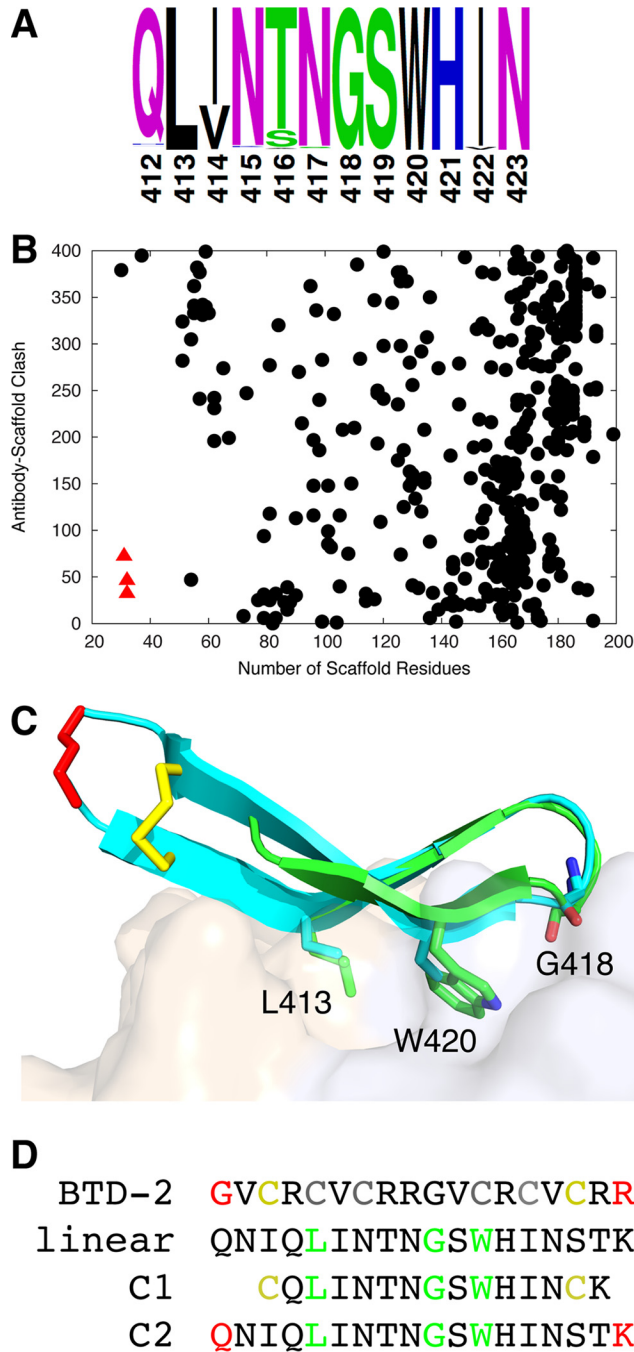 A
QLINTNGSWHIN
V S
412 413 414 415 416 417 418 419 420 421 422 423
B
400
350
300
250
200
150
100
50
0
Antibody-Scaffold Clash
20 40 60 80 100 120 140 160 180 200
Number of Scaffold Residues
C
L413
W420
G418
D
BTD-2 GVCRCVCRRGVCRCVCRR
linear QNIQLINTNGSWHINSTK
C1 CQLINTNGSWHINCK
C2 QNIQLINTNGSWHINSTK